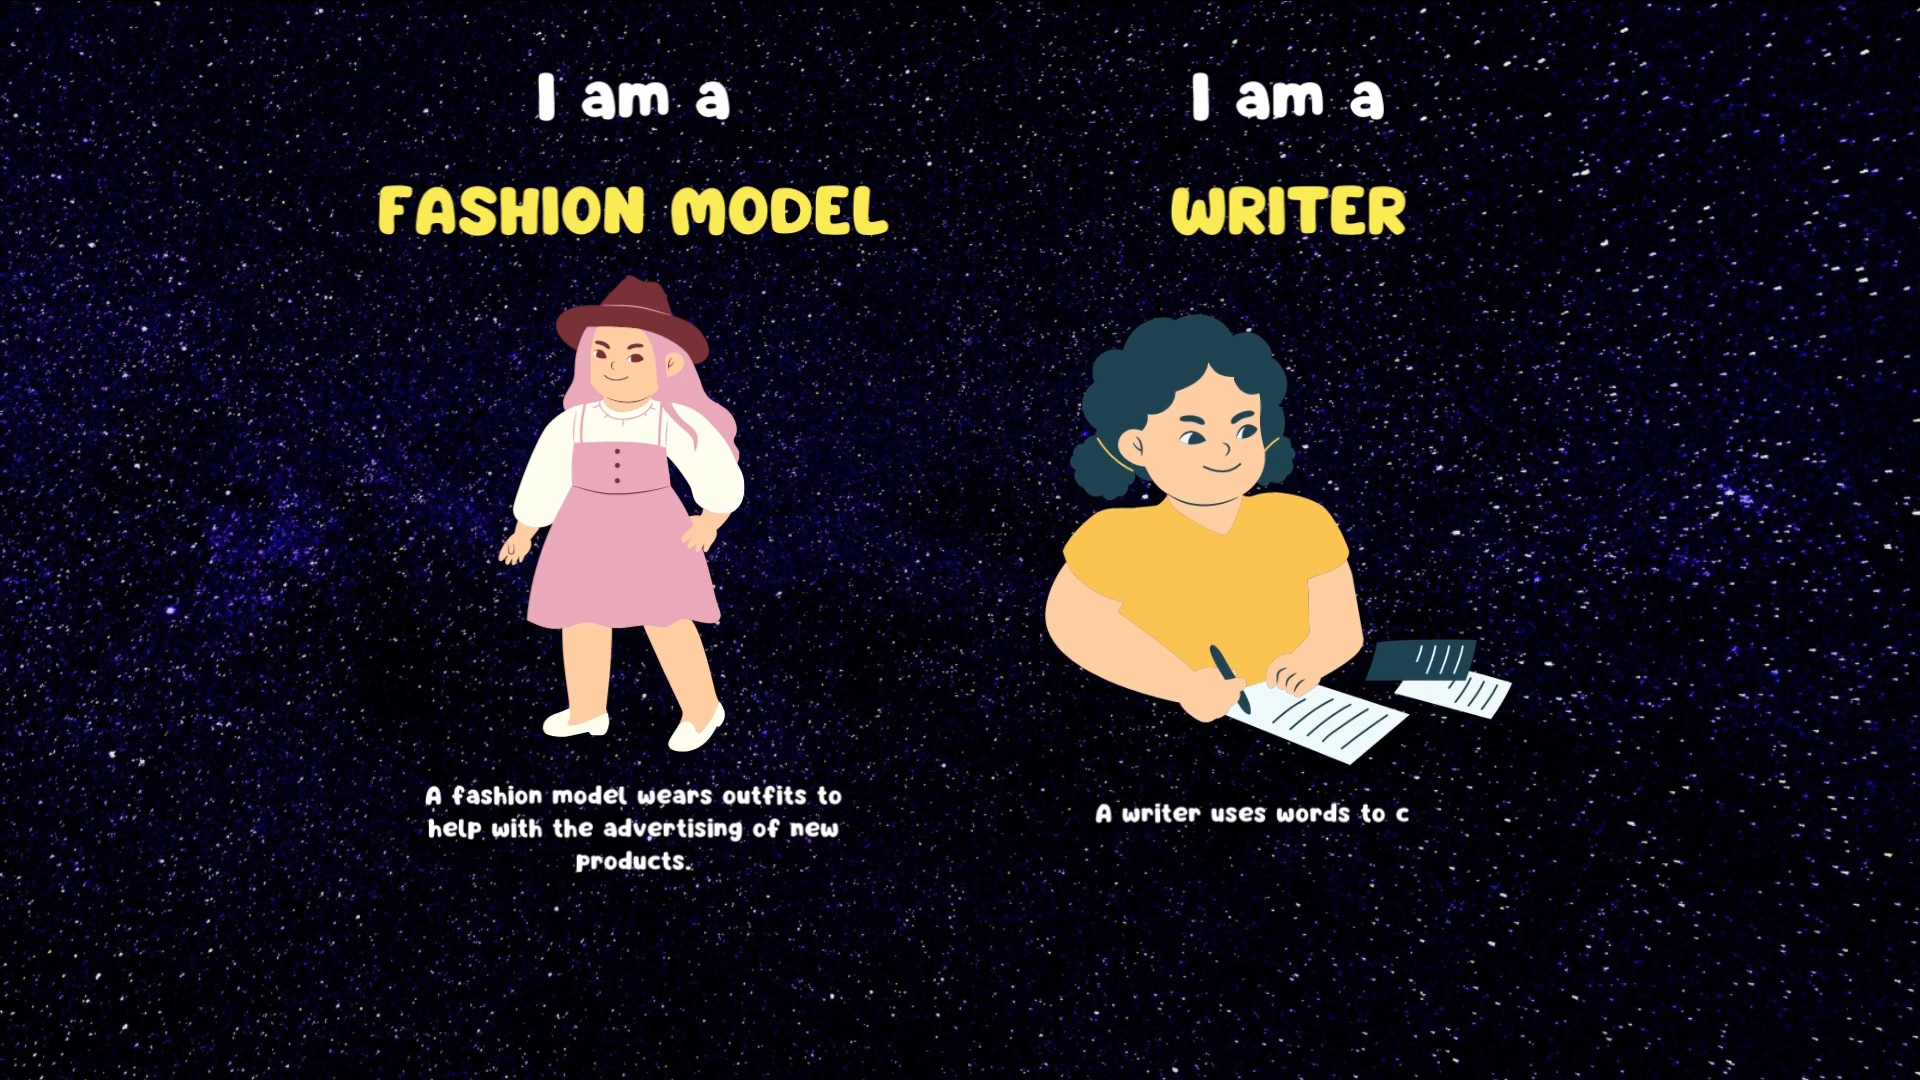 I am a
FASHION MODEL
A fashion model wears outfits to
help with the advertising of new
products.
I am a
WRITER
A writer uses words to c